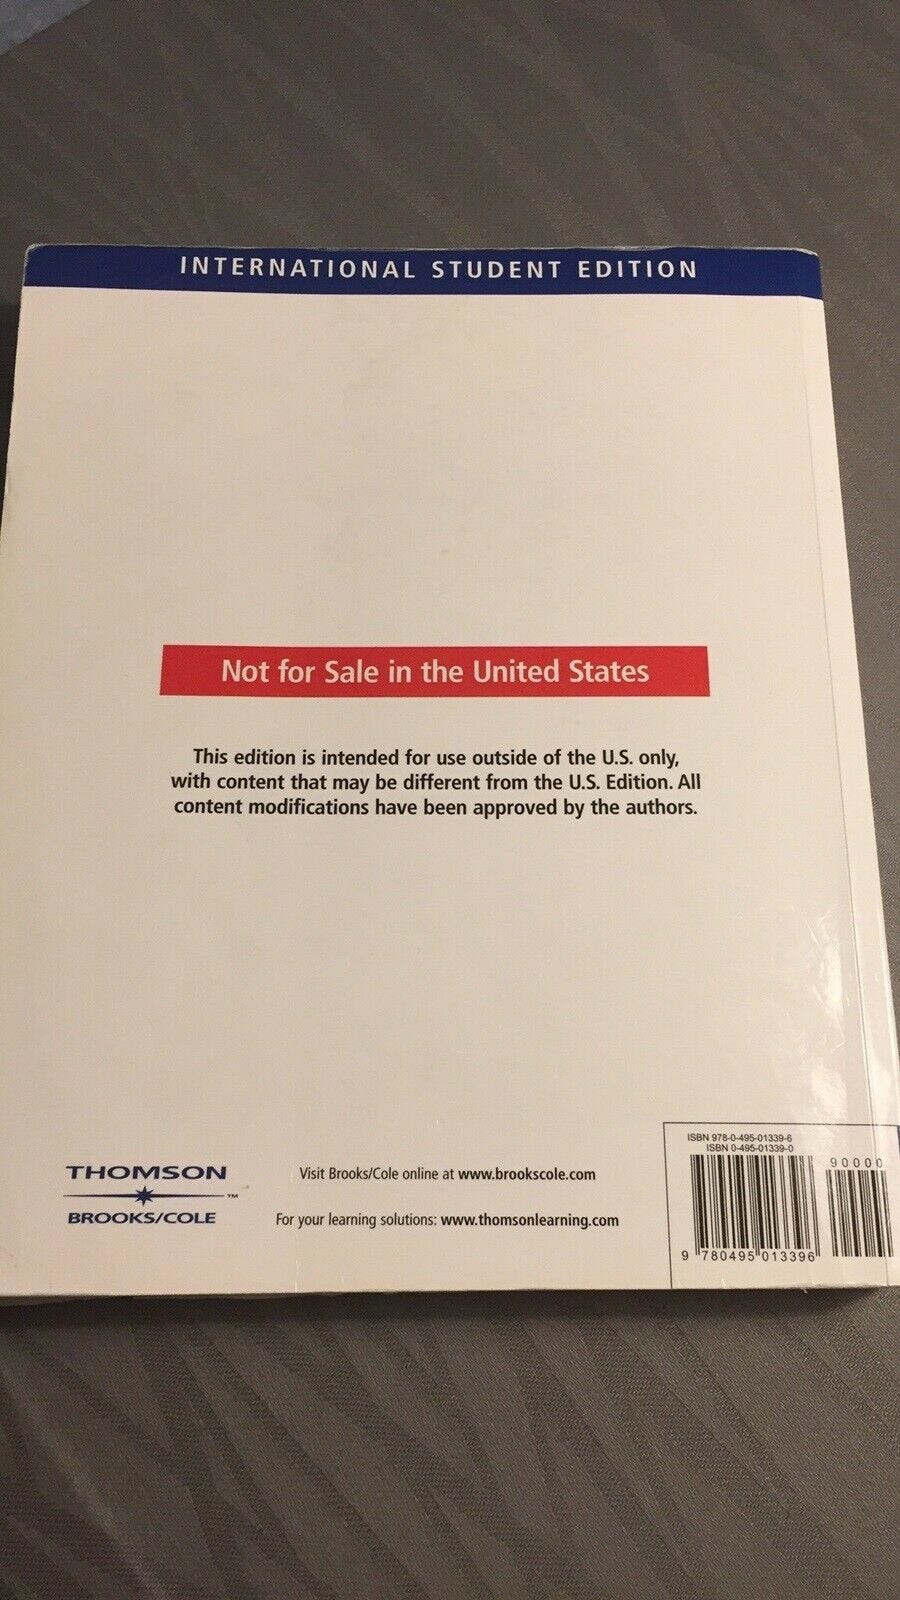 INTERNATIONAL STUDENT EDITION
Not for Sale in the United States
This edition is intended for use outside of the U.S. only,
with content that may be different from the U.S. Edition. All
content modifications have been approved by the authors.
THOMSON
™
BROOKS/COLE
Visit Brooks/Cole online at www.brookscole.com
For your learning solutions: www.thomsonlearning.com
ISBN 978-0-495-01339-6
ISBN 0-495-01339-0
90000
9 780495 013396